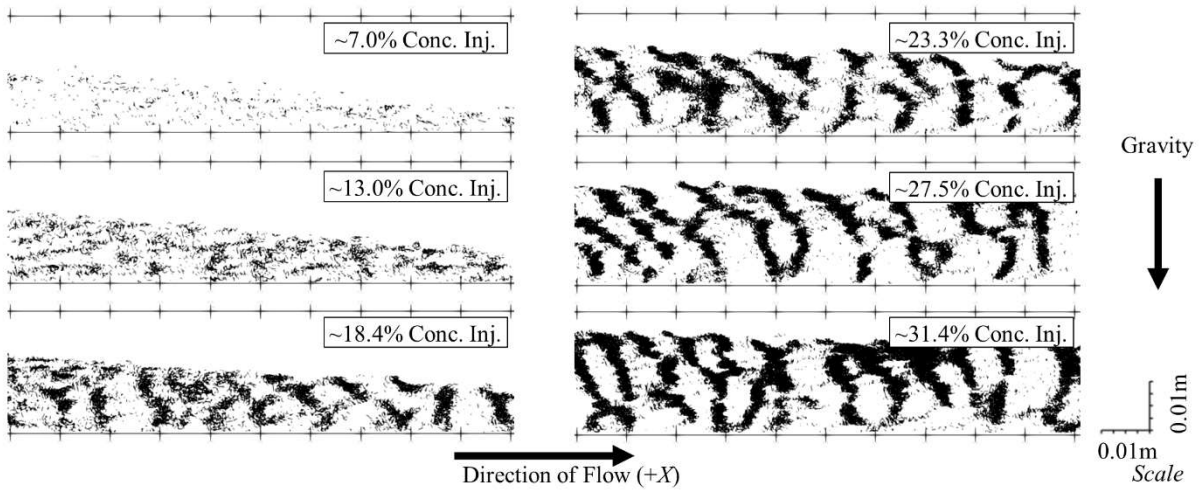 ~7.0% Conc. Inj.
~13.0% Conc. Inj.
~18.4% Conc. Inj.
~23.3% Conc. Inj.
~27.5% Conc. Inj.
~31.4% Conc. Inj.
Gravity
0.01m
0.01m
Scale
Direction of Flow (+X)